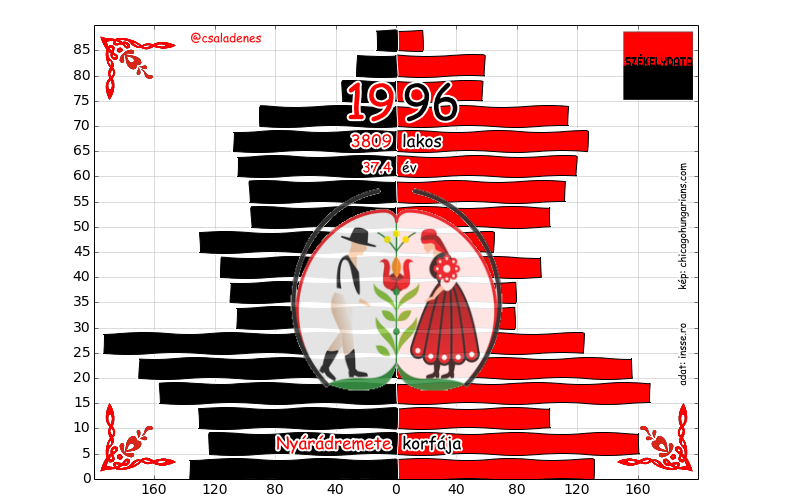 @csaladenes
SZÉKELYDATA
1996
3809 lakos
37.4 év
kép: chicagohungarians.com
adat: insse.ro
Nyárádremete korfája
85
80
75
70
65
60
55
50
45
40
35
30
25
20
15
10
5
0
160 120 80 40 0 40 80 120 160